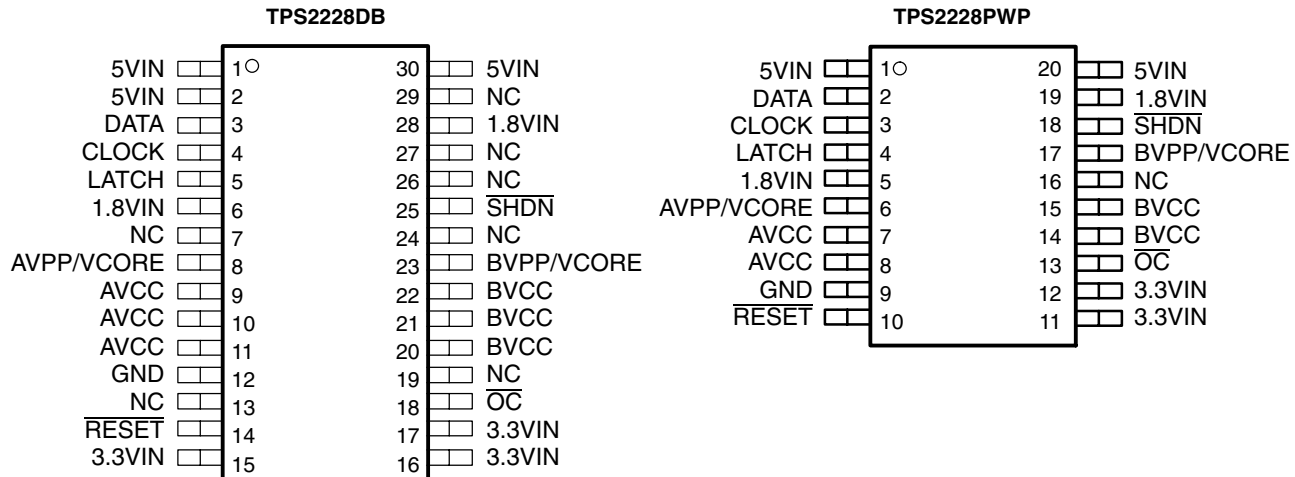 TPS2228DB
5VIN 1 30 5VIN
5VIN 2 29 NC
DATA 3 28 1.8VIN
CLOCK 4 27 NC
LATCH 5 26 NC
1.8VIN 6 25 SHDN
NC 7 24 NC
AVPP/VCORE 8 23 BVPP/VCORE
AVCC 9 22 BVCC
AVCC 10 21 BVCC
AVCC 11 20 BVCC
GND 12 19 NC
NC 13 18 OC
RESET 14 17 3.3VIN
3.3VIN 15 16 3.3VIN
TPS2228PWP
5VIN 1 20 5VIN
DATA 2 19 1.8VIN
CLOCK 3 18 SHDN
LATCH 4 17 BVPP/VCORE
1.8VIN 5 16 NC
AVPP/VCORE 6 15 BVCC
AVCC 7 14 BVCC
AVCC 8 13 OC
GND 9 12 3.3VIN
RESET 10 11 3.3VIN